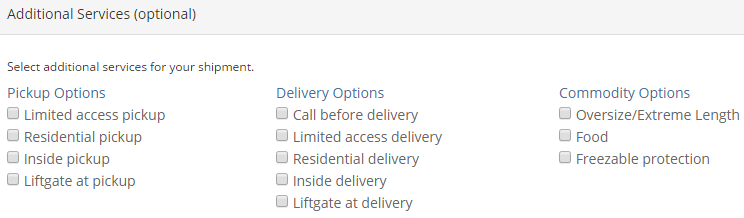 Additional Services (optional)
Select additional services for your shipment.
Pickup Options
Limited access pickup
Residential pickup
Inside pickup
Liftgate at pickup
Delivery Options
Call before delivery
Limited access delivery
Residential delivery
Inside delivery
Liftgate at delivery
Commodity Options
Oversize/Extreme Length
Food
Freezable protection